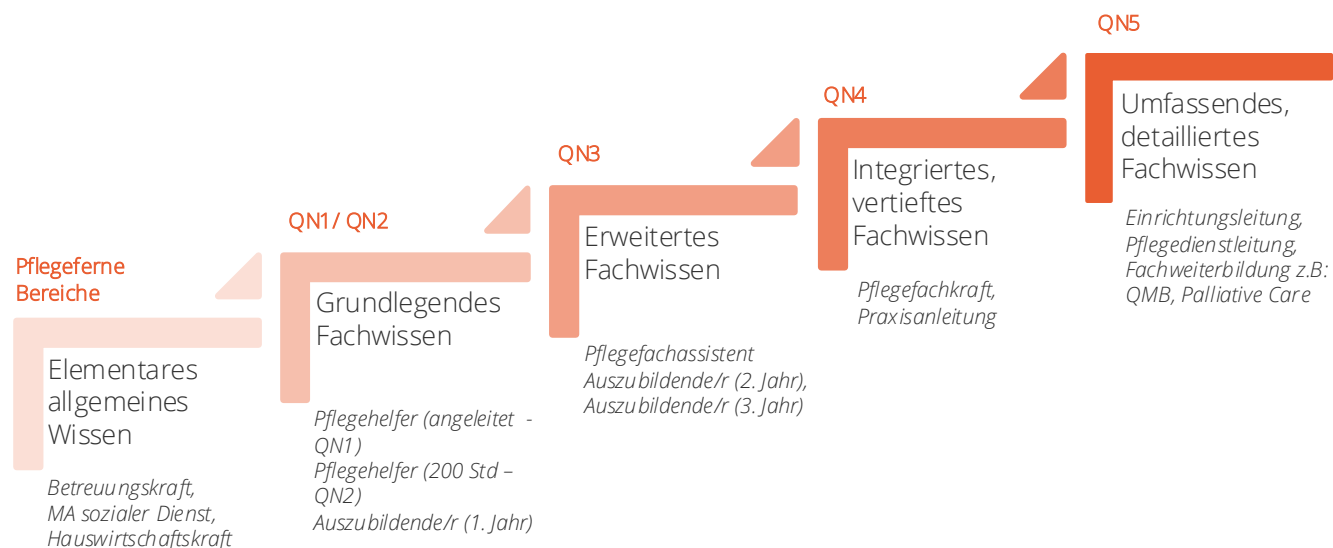 Pflegeferne
Bereiche
Elementares
allgemeines
Wissen
Betreuungskraft,
MA sozialer Dienst,
Hauswirtschaftskraft
QN1 / QN2
Grundlegendes
Fachwissen
Pflegehelfer (angeleitet -
QN1)
Pflegehelfer (200 Std –
QN2)
Auszubildende/r (1. Jahr)
QN3
Erweitertes
Fachwissen
Pflegefachassistent
Auszubildende/r (2. Jahr),
Auszubildende/r (3. Jahr)
QN4
Integriertes,
vertieftes
Fachwissen
Pflegefachkraft,
Praxisanleitung
QN5
Umfassendes,
detailliertes
Fachwissen
Einrichtungsleitung,
Pflegedienstleitung,
Fachweiterbildung z.B:
QMB, Palliative Care